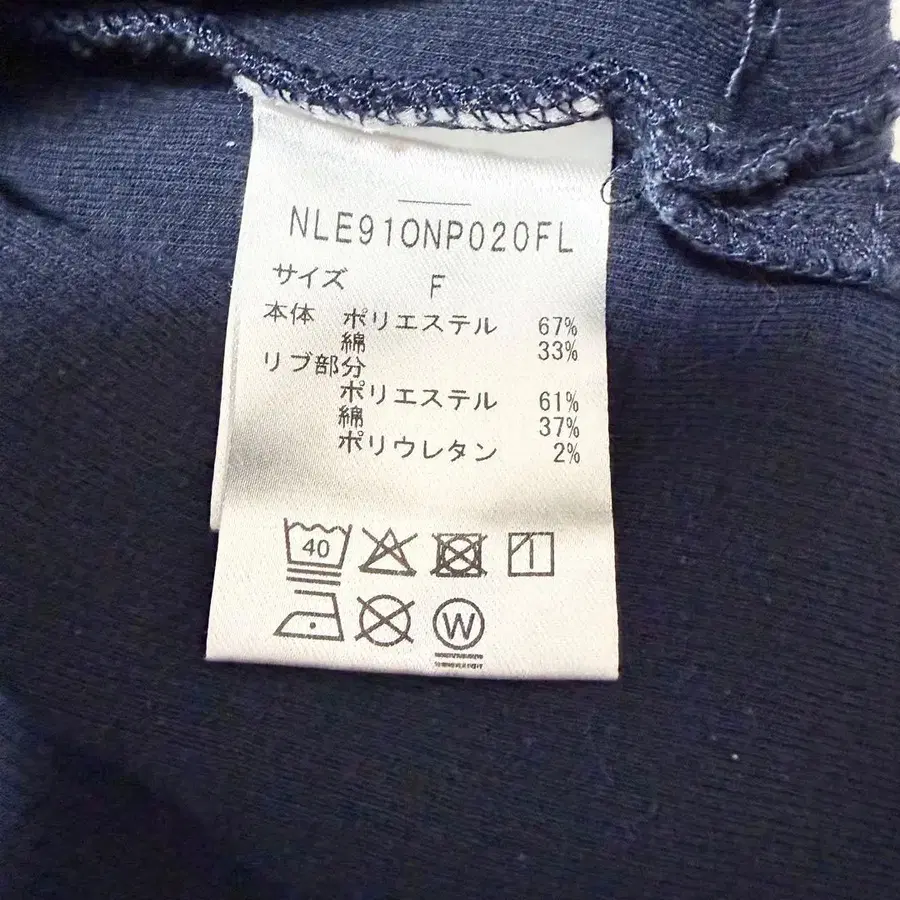 NLE910NP020FL
サイズ F
本体 ポリエステル 67%
綿 33%
リブ部分
ポリエステル 61%
綿 37%
ポリウレタン 2%
40
W